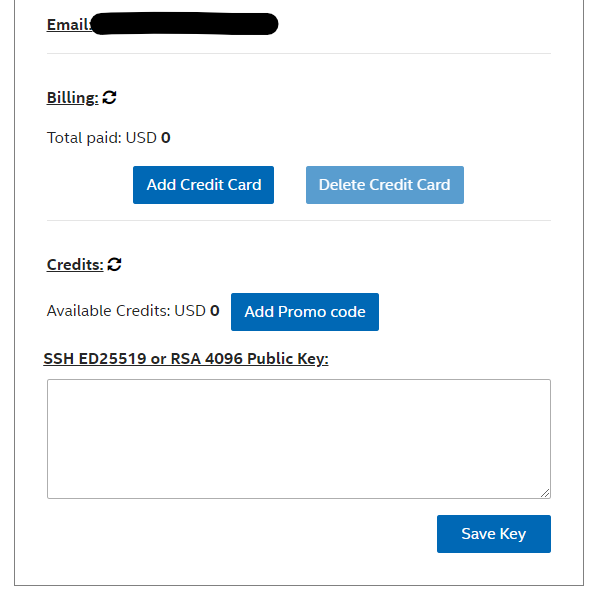 Email:
Billing:
Total paid: USD 0
Add Credit Card Delete Credit Card
Credits:
Available Credits: USD 0 Add Promo code
SSH ED25519 or RSA 4096 Public Key:
Save Key